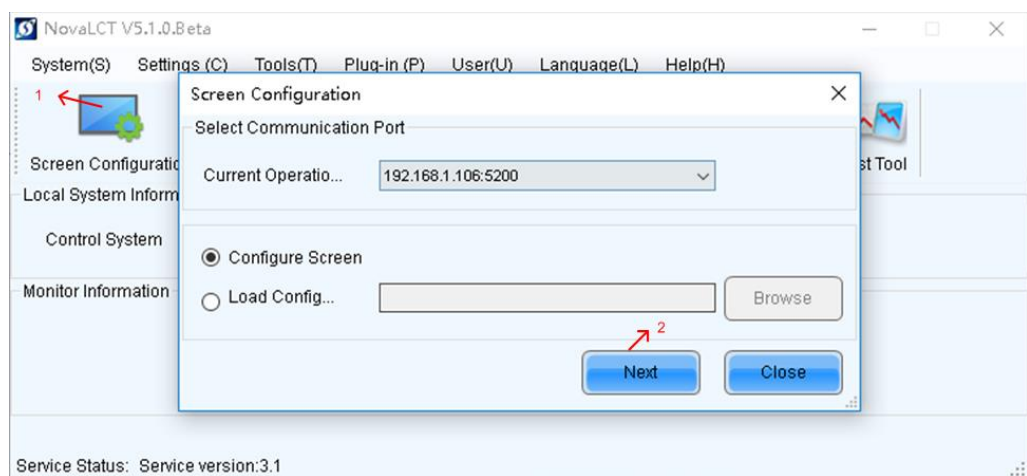 NovaLCT V5.1.0.Beta
System(S) Settings (C) Tools(T) Plug-in (P) User(U) Language(L) Help(H)
1
Screen Configuration
Select Communication Port
Screen Configuratio
st Tool
Current Operatio... 192.168.1.106:5200
Local System Inform
Control System
Configure Screen
Monitor Information
Load Config... Browse
2
Next Close
Service Status: Service version:3.1